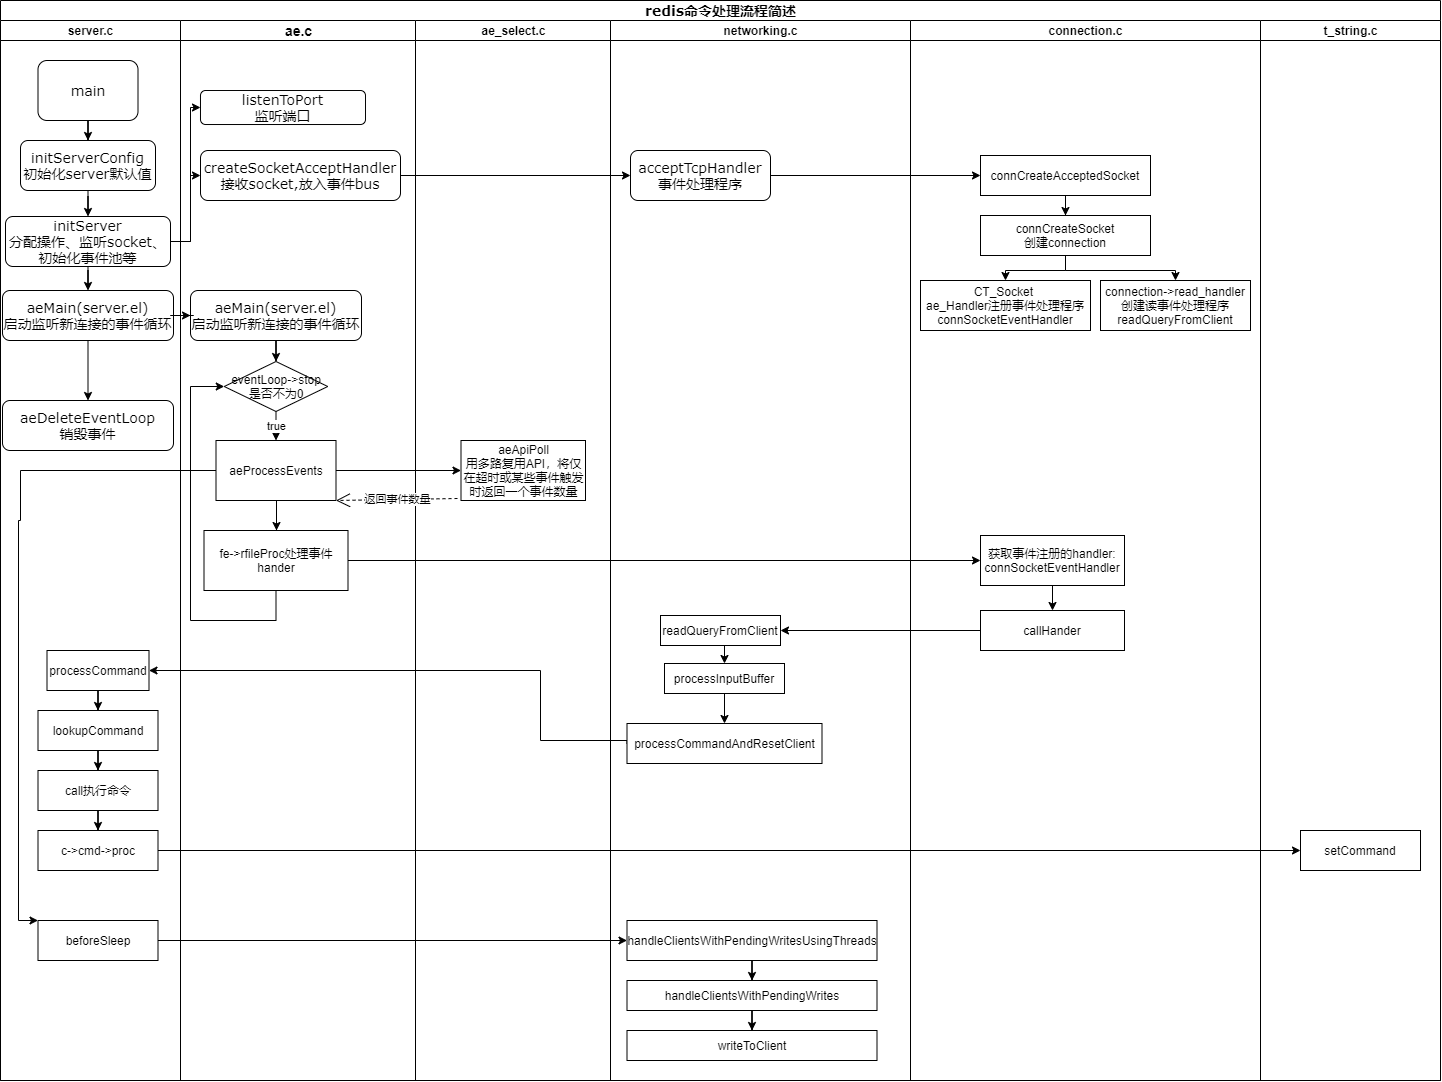 redis命令处理流程简述
server.c
ae.c
ae_select.c
networking.c
connection.c
t_string.c
main
listenToPort
监听端口
initServerConfig
初始化server默认值
createSocketAcceptHandler
接收socket,放入事件bus
acceptTcpHandler
事件处理程序
connCreateAcceptedSocket
initServer
分配操作、监听socket、
初始化事件池等
connCreateSocket
创建connection
aeMain(server.el)
启动监听新连接的事件循环
aeMain(server.el)
启动监听新连接的事件循环
CT_Socket
ae_Handler注册事件处理程序
connSocketEventHandler
connection->read_handler
创建读事件处理程序
readQueryFromClient
eventLoop->stop
是否不为0
true
aeDeleteEventLoop
销毁事件
aeProcessEvents
aeApiPoll
用多路复用API，将仅
在超时或某些事件触发
时返回一个事件数量
返回事件数量
fe->rfileProc处理事件
hander
获取事件注册的handler:
connSocketEventHandler
callHander
readQueryFromClient
processInputBuffer
processCommandAndResetClient
processCommand
lookupCommand
call执行命令
c->cmd->proc
setCommand
beforeSleep
handleClientsWithPendingWritesUsingThreads
handleClientsWithPendingWrites
writeToClient